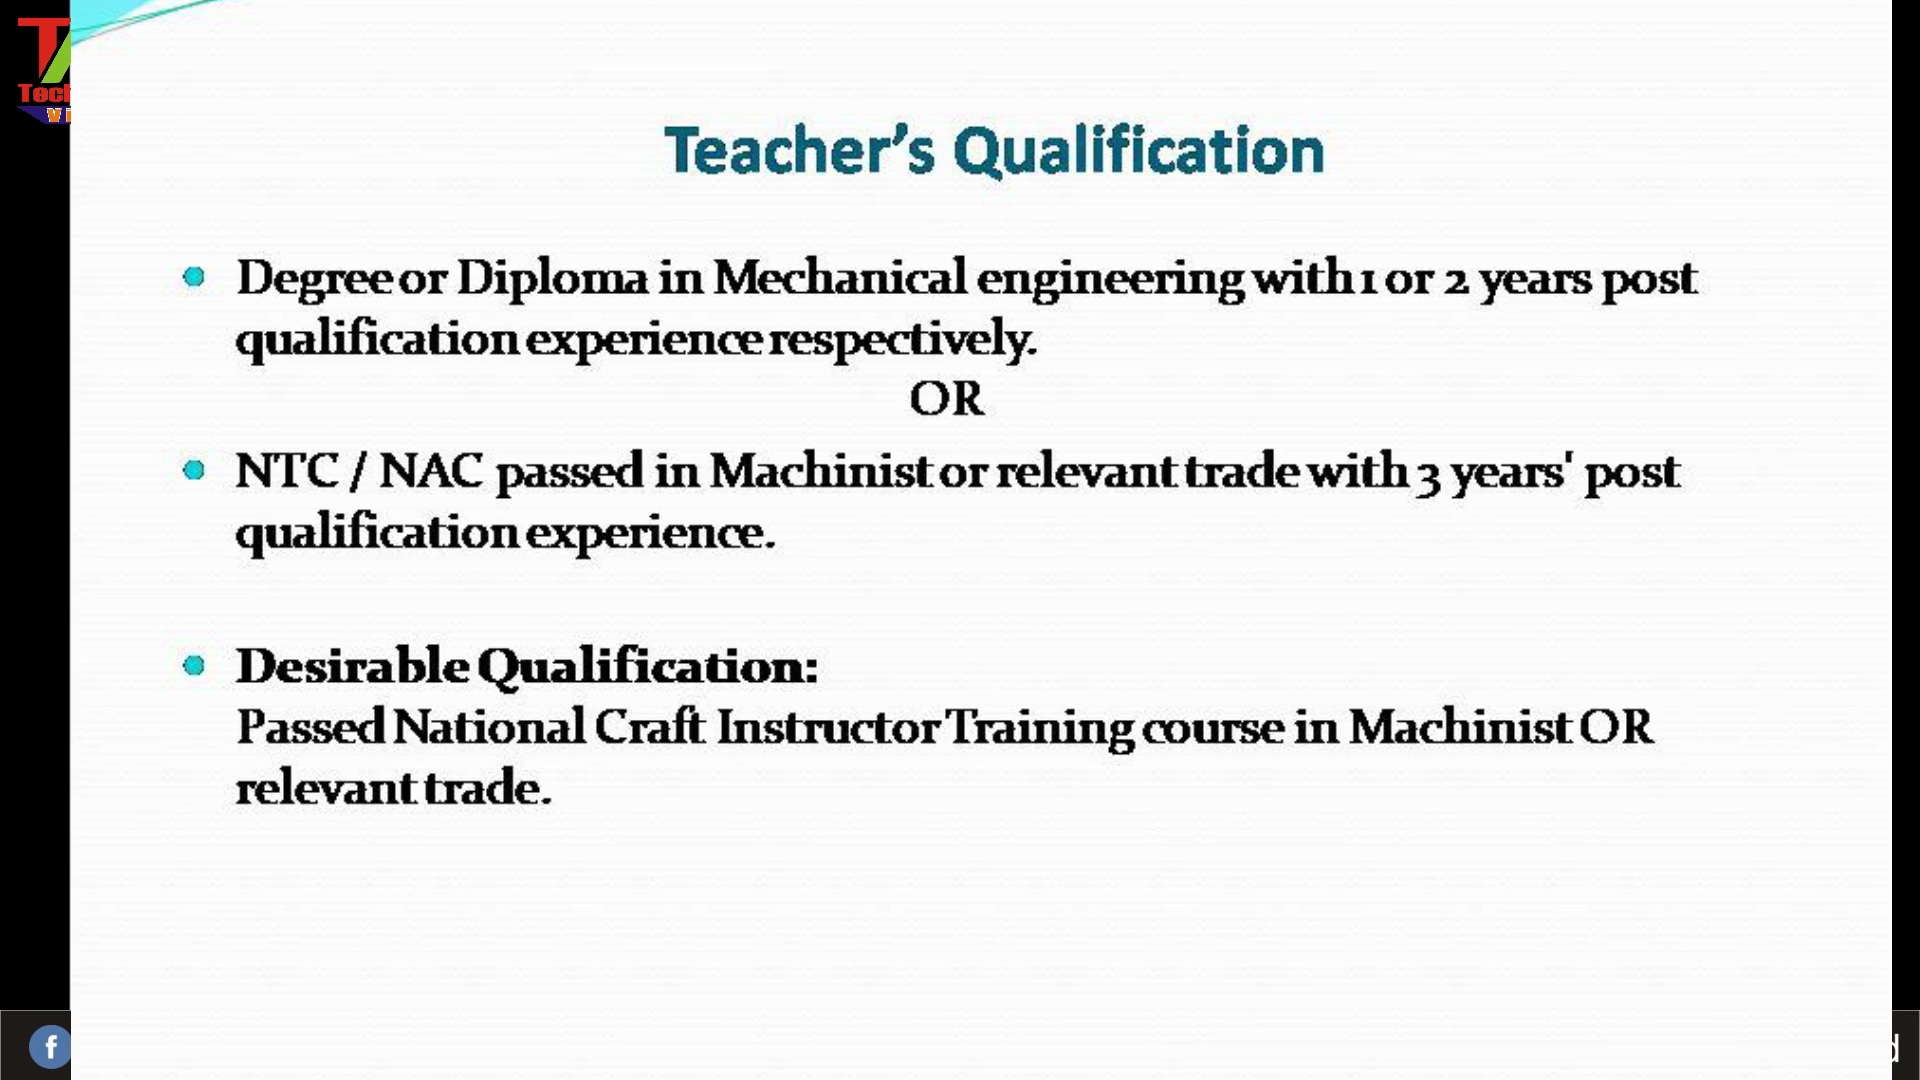 Teacher’s Qualification
Degree or Diploma in Mechanical engineering with 1 or 2 years post
qualification experience respectively.
OR
NTC / NAC passed in Machinist or relevant trade with 3 years' post
qualification experience.
Desirable Qualification:
Passed National Craft Instructor Training course in Machinist OR
relevant trade.